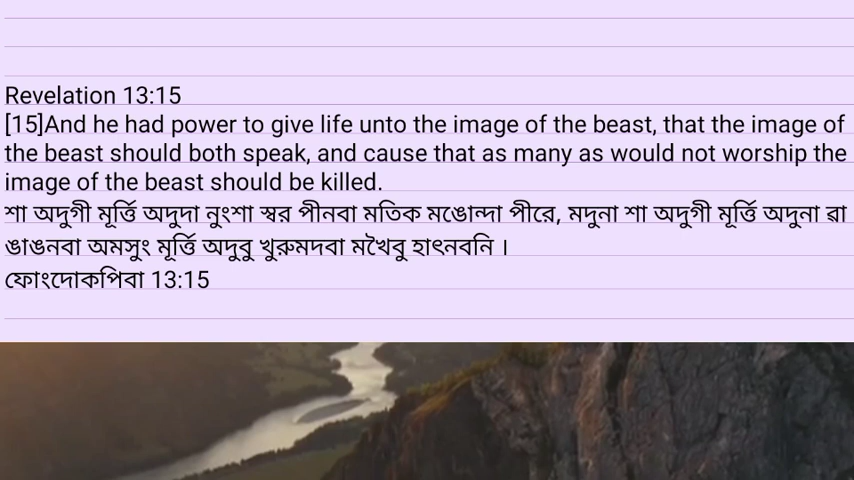 Revelation 13:15
[15]And he had power to give life unto the image of the beast, that the image of
the beast should both speak, and cause that as many as would not worship the
image of the beast should be killed.
শা অদুগী মূর্ত্তি অদুদা নুংশা স্বর পীনবা মতিক মঙোন্দা পীরে, মদুনা শা অদুগী মূর্ত্তি অদুনা ৱা
ঙাঙনবা অমসুং মূর্ত্তি অদুবু খুরুমদবা মখৈবু হাৎনবনি ।
ফোংদোকপিবা 13:15